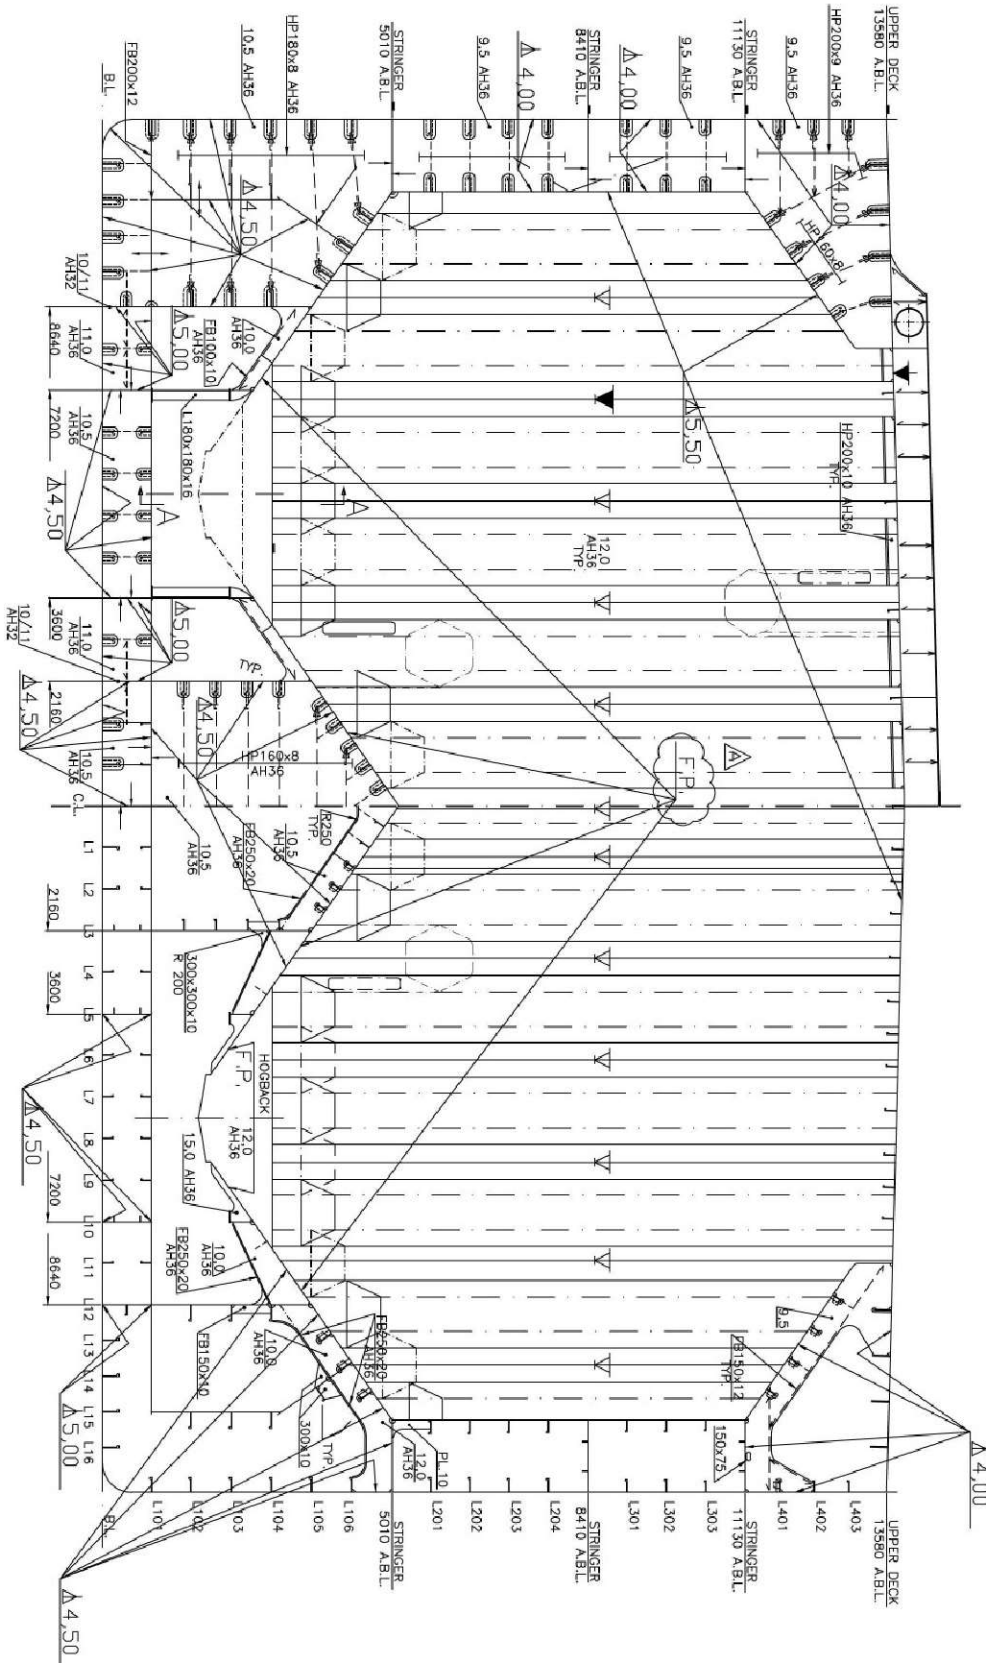 UPPER DECK
13580 A.B.L.
HP200x9 AH36
9,5 AH36
STRINGER
11130 A.B.L.
9,5 AH36
4,00
STRINGER
8410 A.B.L.
4,00
9,5 AH36
STRINGER
5010 A.B.L.
HP180x8 AH36
10,5 AH36
FB200x12
B.L.
4,00
4,50
10/11
AH32
8640
11,0
AH36
5,00
FB100x10
AH36
10,0
AH36
7200
10,5
AH36
L180x180x16
4,50
A
A
5,50
HP200x10 AH36
TYP.
12,0
AH36
TYP.
10/11
AH32
3600
11,0
AH36
5,00
TYP.
4,50
2160
10,5
AH36
C.L.
4,50
HP160x8
AH36
F.P.
A
10,5
AH36
FB250x20
AH36
10,5
AH36
R250
TYP.
L1
L2
2160
L3
300x300x10
R 200
L4
3600
L5
L6
4,50
L7
F.P.
HOGBACK
12,0
AH36
L8
15,0 AH36
L9
7200
L10
FB250x20
AH36
10,0
AH36
L11
8640
L12
FB150x10
10,0
AH36
FB250x20
AH36
L13
L14
300x10
TYP.
L15
5,00
L16
PL.10
12,0
AH36
9,5
FB150x12
TYP.
150x75
4,00
B.L.
L101
L102
L103
L104
L105
L106
STRINGER
5010 A.B.L.
L201
L202
L203
L204
STRINGER
8410 A.B.L.
L301
L302
L303
STRINGER
11130 A.B.L.
L401
L402
L403
UPPER DECK
13580 A.B.L.
4,50